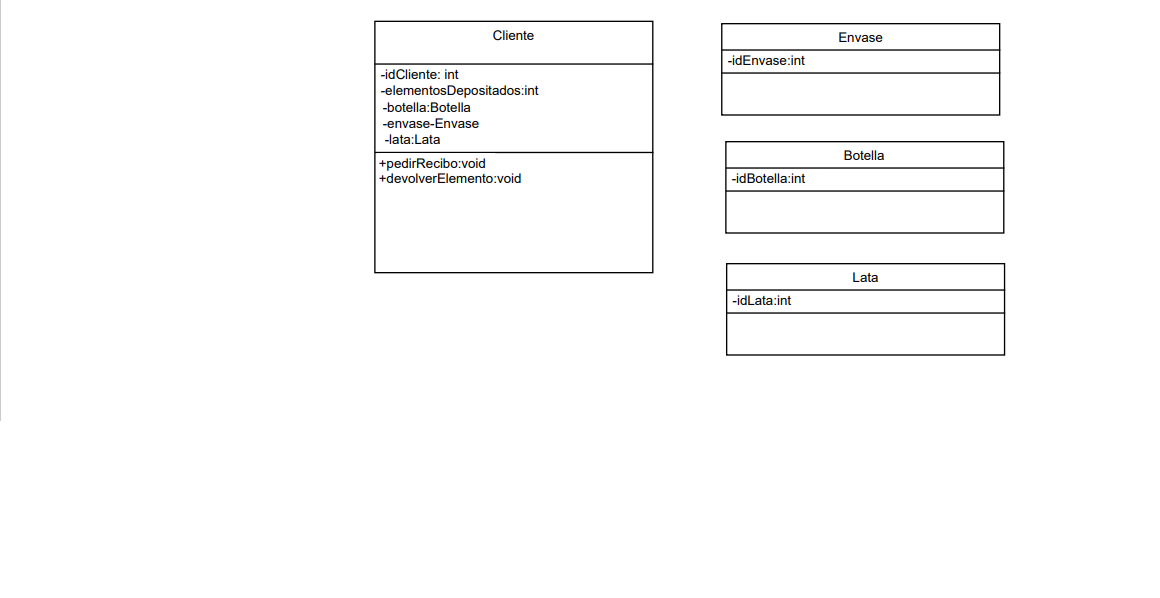 Cliente
-idCliente: int
-elementosDepositados:int
-botella:Botella
-envase-Envase
-lata:Lata
+pedirRecibo:void
+devolverElemento:void
Envase
-idEnvase:int
Botella
-idBotella:int
Lata
-idLata:int